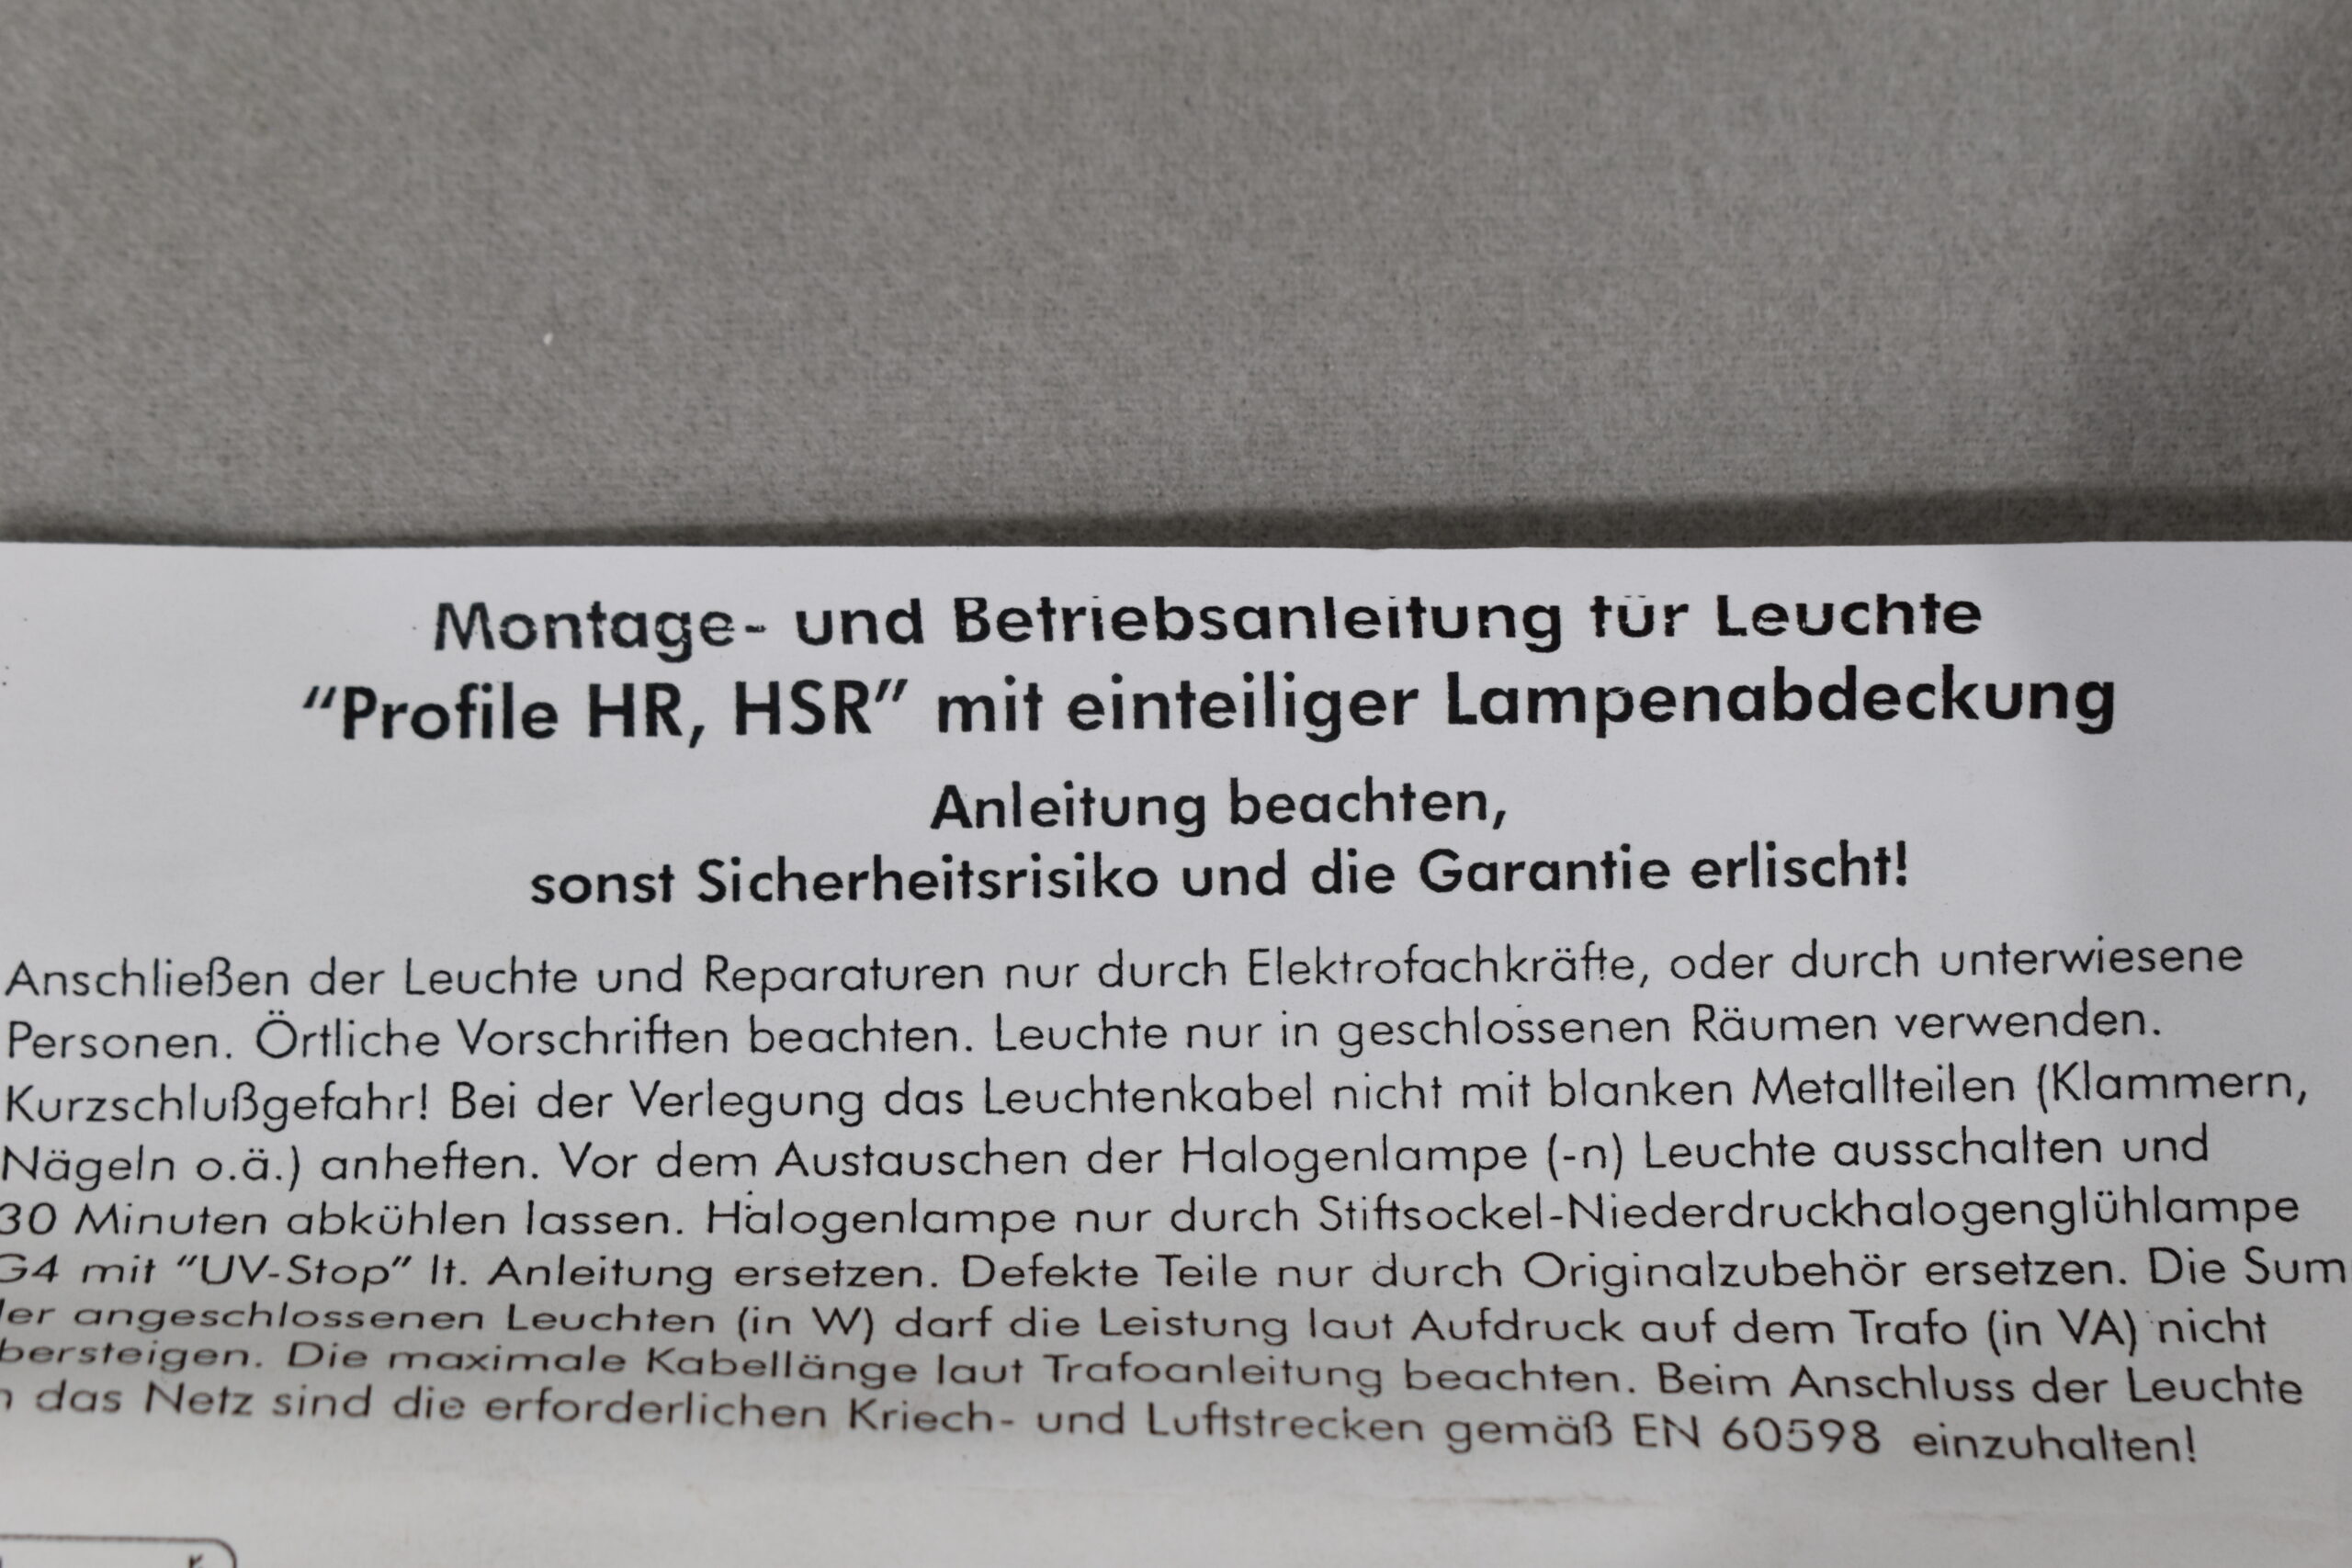 Montage- und Betriebsanleitung für Leuchte
“Profile HR, HSR” mit einteiliger Lampenabdeckung
Anleitung beachten,
sonst Sicherheitsrisiko und die Garantie erlischt!
Anschließen der Leuchte und Reparaturen nur durch Elektrofachkräfte, oder durch unterwiesene
Personen. Örtliche Vorschriften beachten. Leuchte nur in geschlossenen Räumen verwenden.
Kurzschlußgefahr! Bei der Verlegung das Leuchtenkabel nicht mit blanken Metallteilen (Klammern,
Nägeln o.ä.) anheften. Vor dem Austauschen der Halogenlampe (-n) Leuchte ausschalten und
30 Minuten abkühlen lassen. Halogenlampe nur durch Stiftsockel-Niederdruckhalogenglühlampe
G4 mit “UV-Stop” lt. Anleitung ersetzen. Defekte Teile nur durch Originalzubehör ersetzen. Die Sum
der angeschlossenen Leuchten (in W) darf die Leistung laut Aufdruck auf dem Trafo (in VA) nicht
bersteigen. Die maximale Kabellänge laut Trafoanleitung beachten. Beim Anschluss der Leuchte
n das Netz sind die erforderlichen Kriech- und Luftstrecken gemäß EN 60598 einzuhalten!